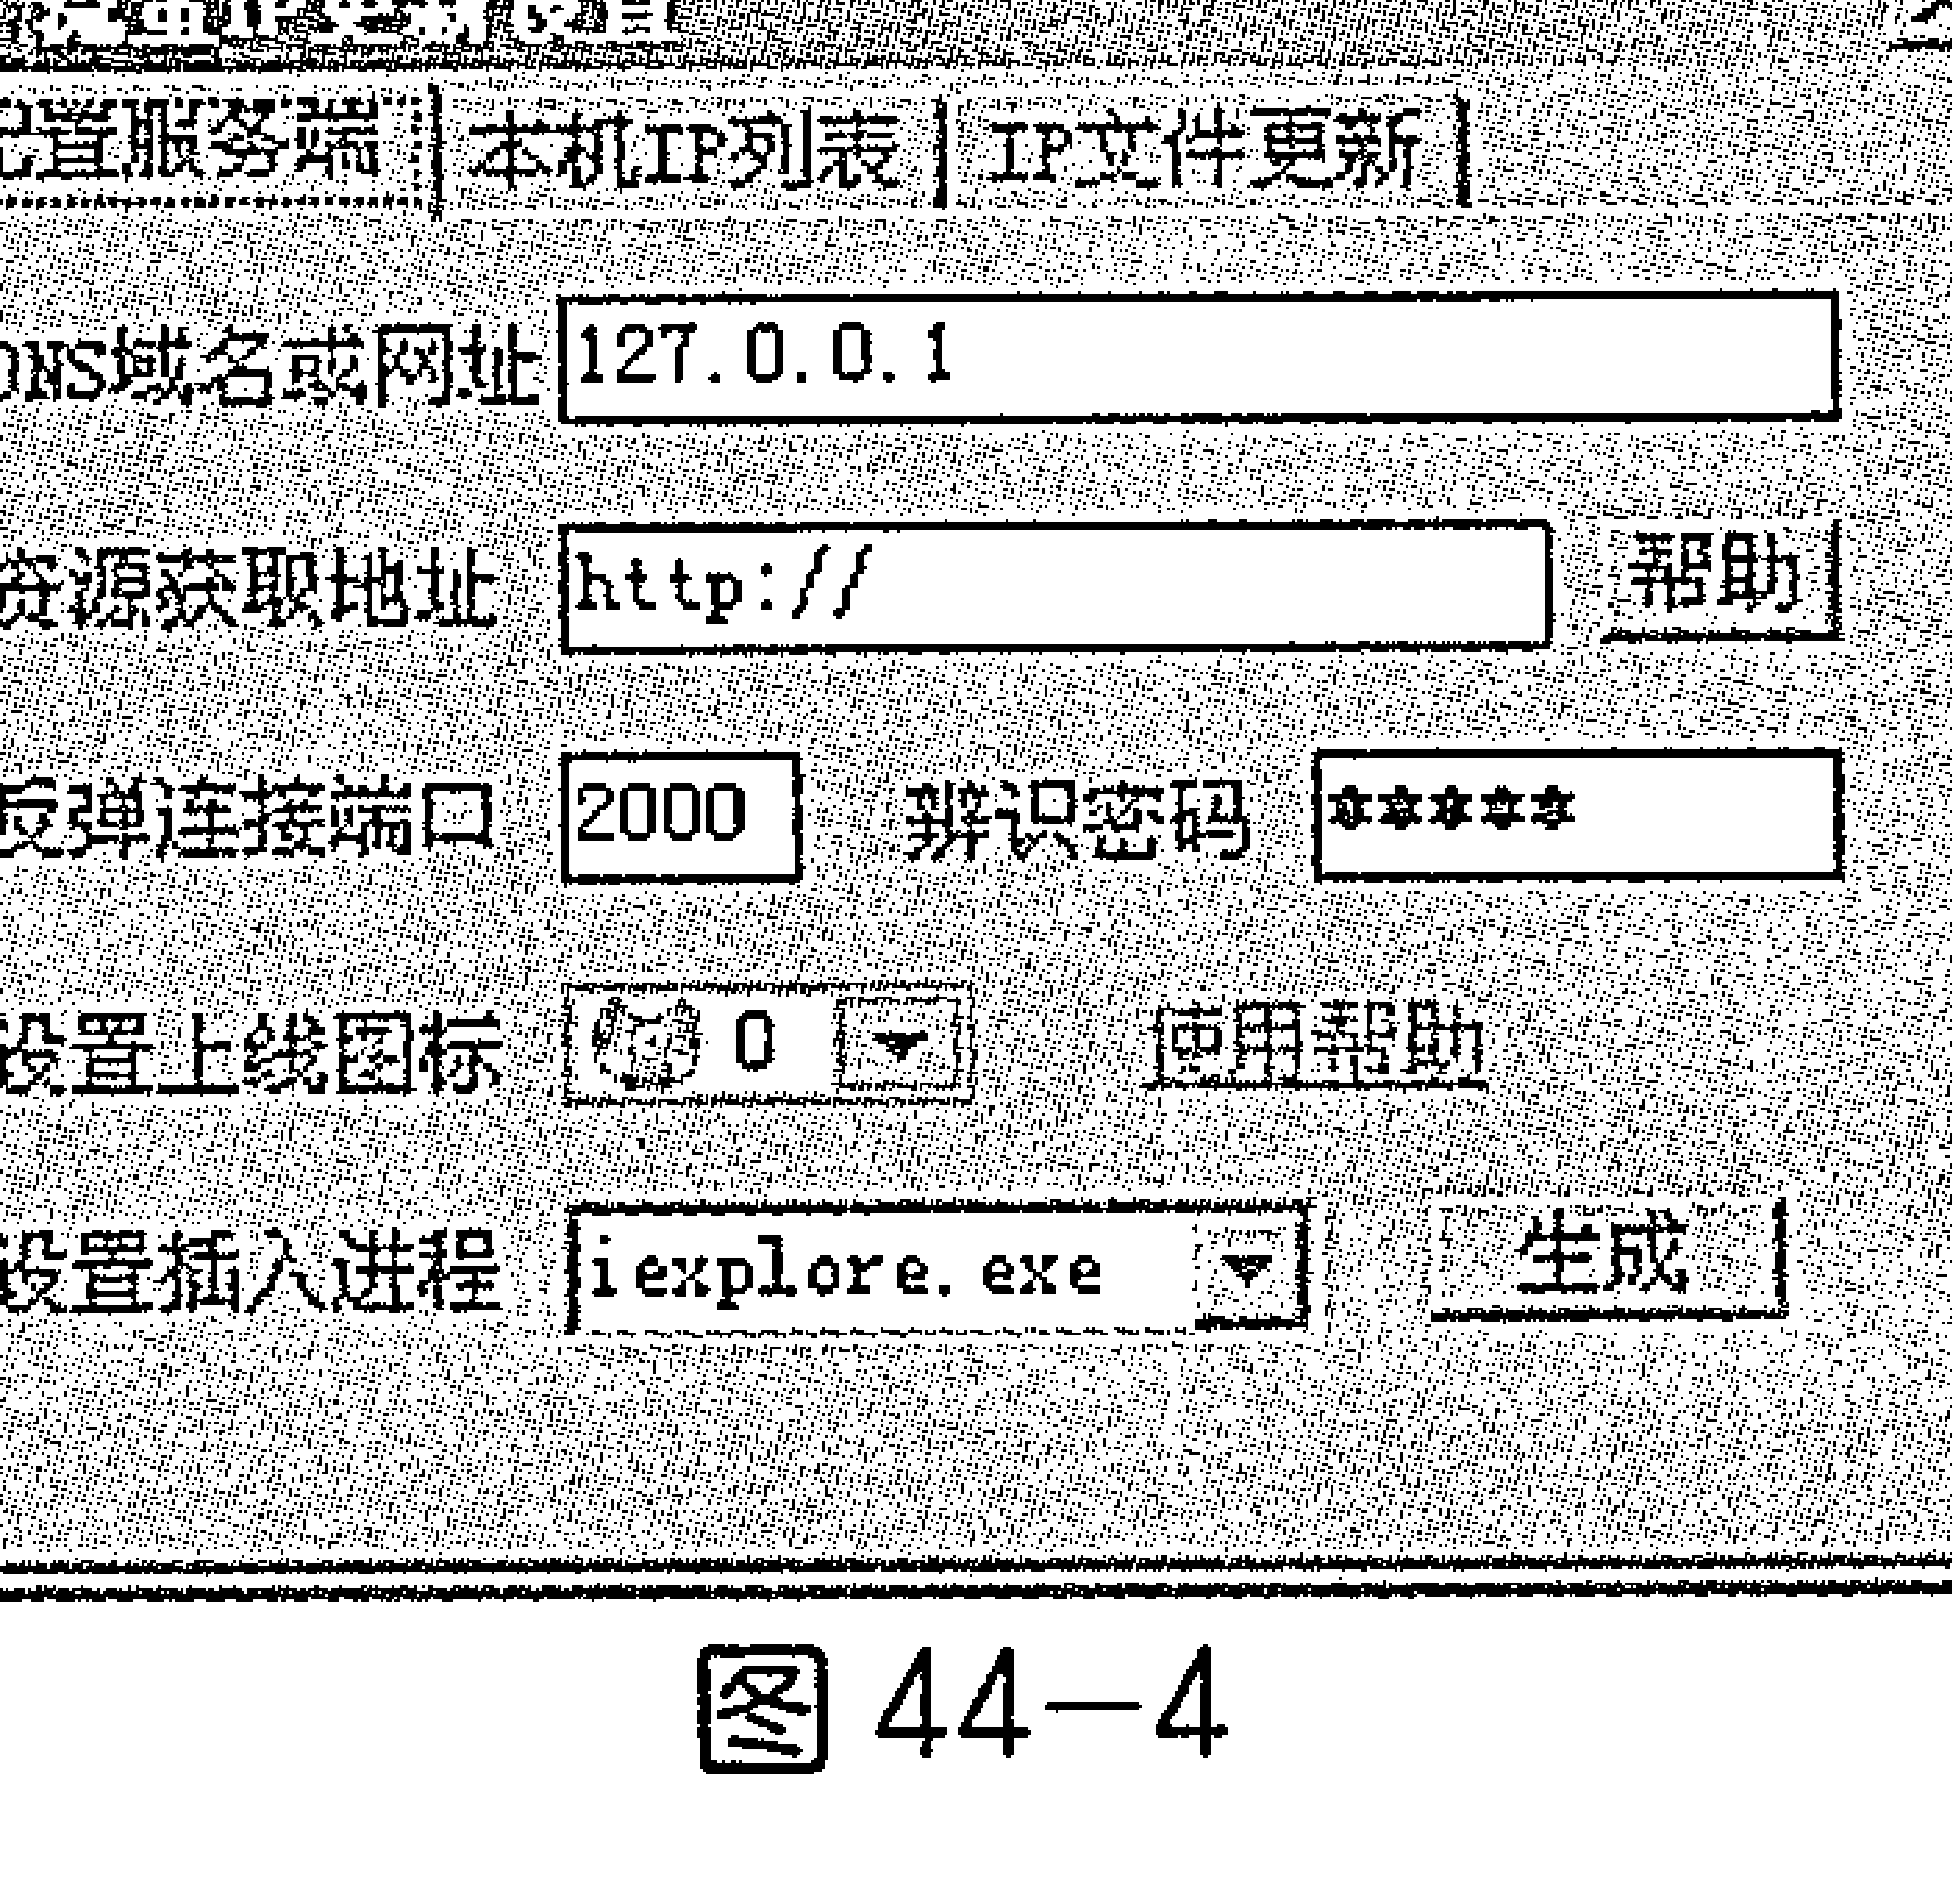 配置服务端 本机IP列表 IP文件更新
DNS域名或网址 127.0.0.1
资源获取地址 http:// 帮助
反弹连接端口 2000 辨识密码 *****
设置上线图标 0 使用帮助
设置插入进程 iexplore.exe 生成
图 44-4